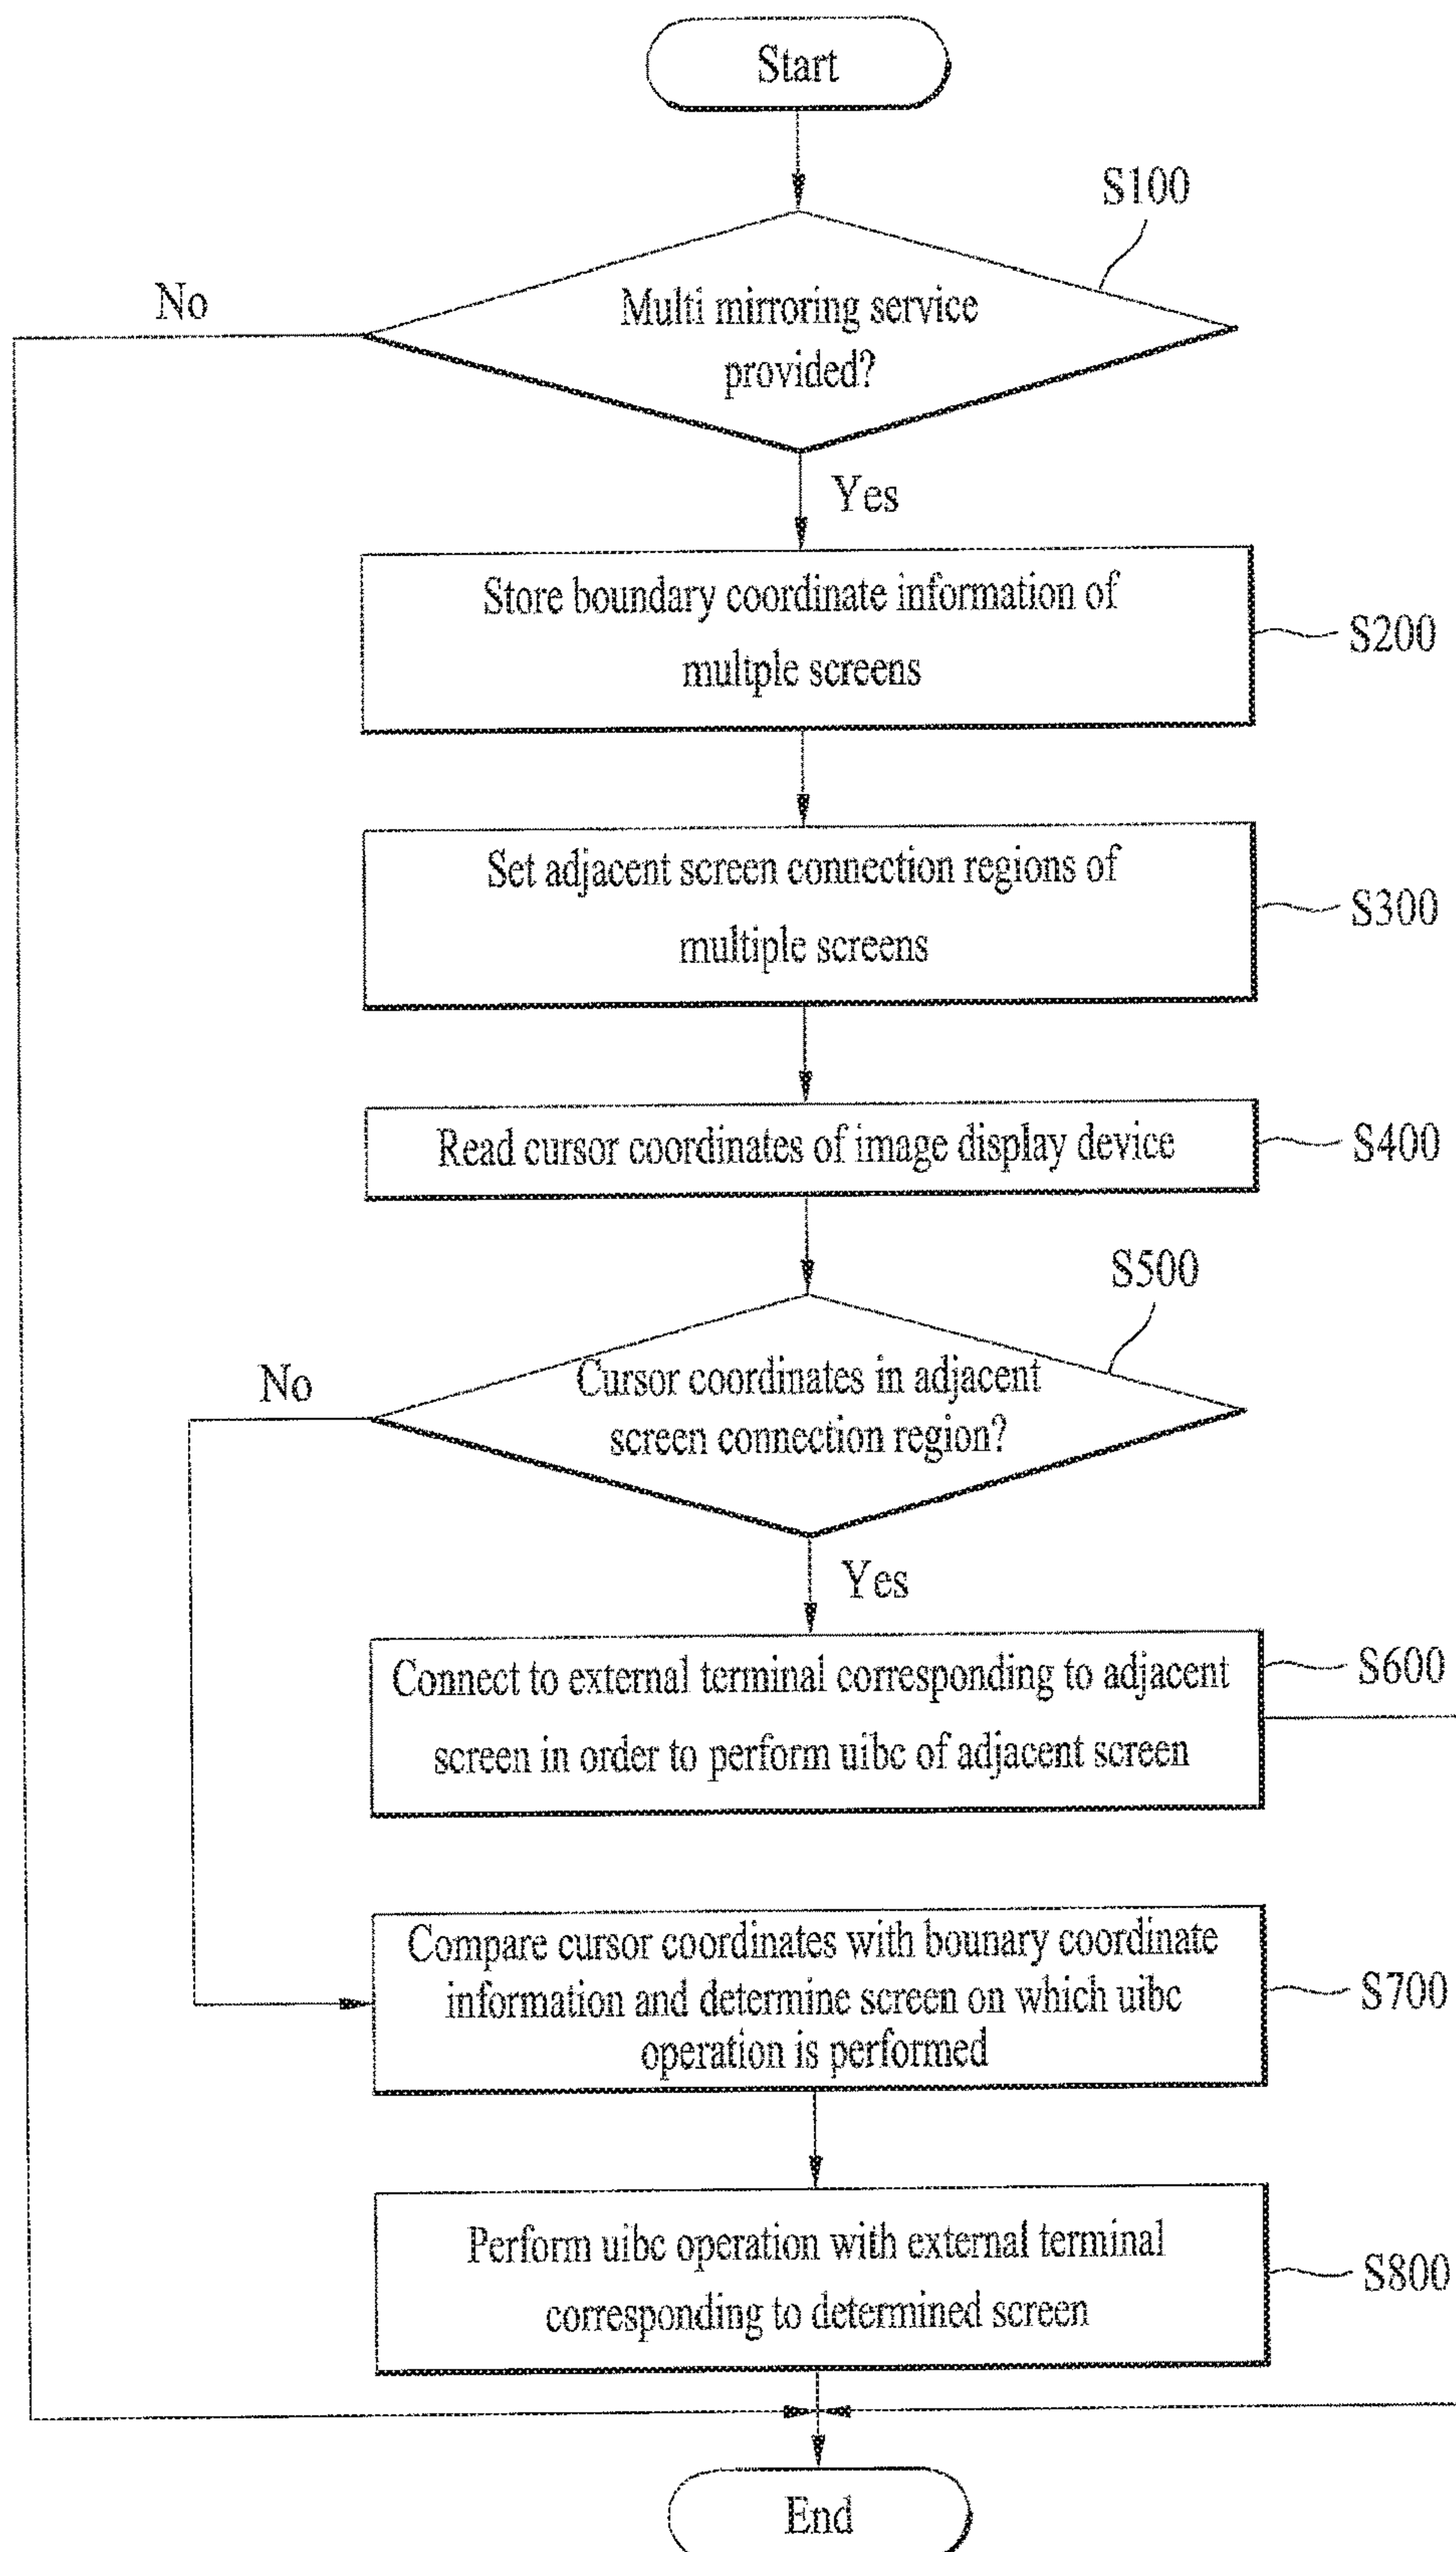 Start
S100
No
Multi mirroring service
provided?
Yes
Store boundary coordinate information of
multple screens
S200
Set adjacent screen connection regions of
multiple screens
S300
Read cursor coordinates of image display device
S400
S500
No
Cursor coordinates in adjacent
screen connection region?
Yes
Connect to external terminal corresponding to adjacent
screen in order to perform uibc of adjacent screen
S600
Compare cursor coordinates with bounary coordinate
information and determine screen on which uibc
operation is performed
S700
Perform uibc operation with external terminal
corresponding to determined screen
S800
End